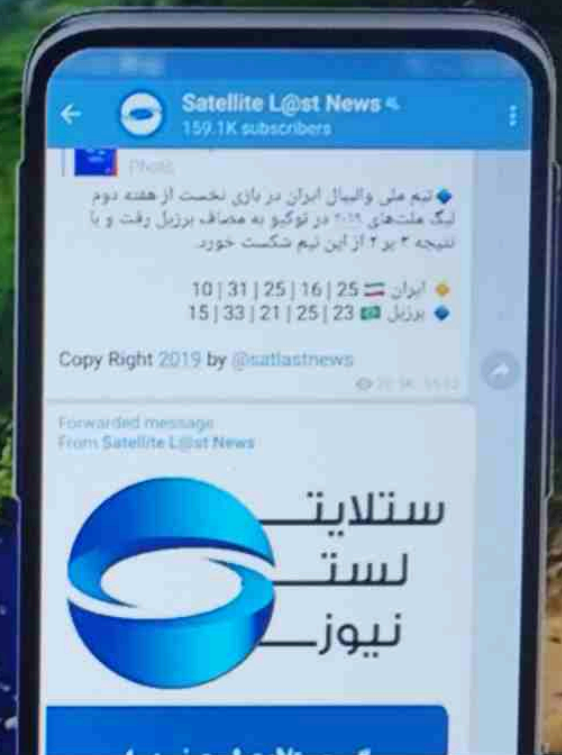 Satellite L@st News
159.1K subscribers
Photo
تیم ملی والیبال ایران در بازی نخست از هفته دوم
لیگ ملت‌های ۲۰۱۹ در توکیو به مصاف برزیل رفت و با
نتیجه ۳ بر ۲ از این تیم شکست خورد.
ایران 25 | 16 | 25 | 31 | 10
برزیل 23 | 25 | 21 | 33 | 15
Copy Right 2019 by @satlastnews
Forwarded message
From Satellite L@st News
ستلایت
لست
نیوز